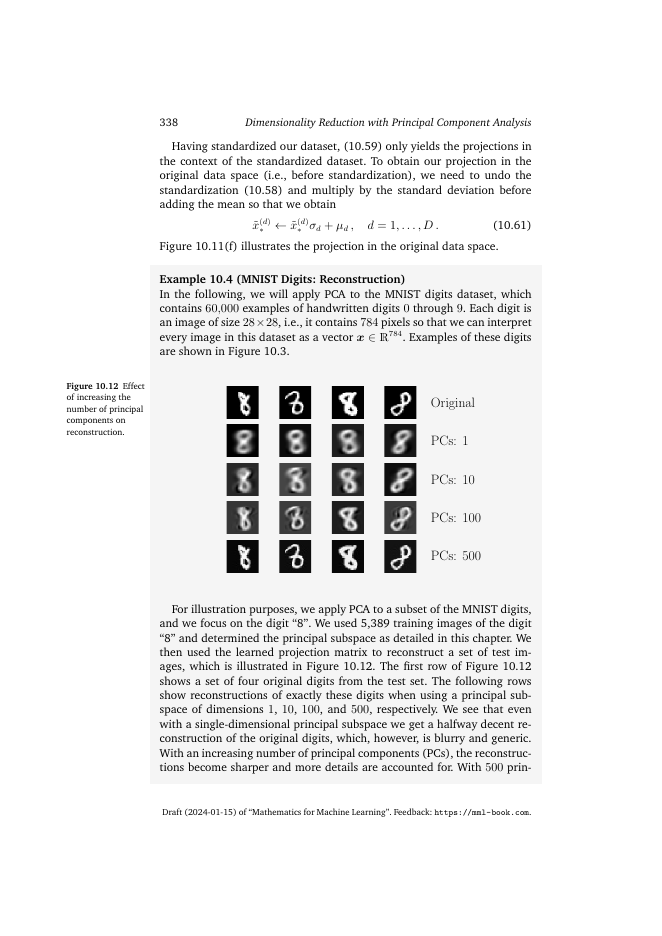 338 Dimensionality Reduction with Principal Component Analysis
Having standardized our dataset, (10.59) only yields the projections in
the context of the standardized dataset. To obtain our projection in the
original data space (i.e., before standardization), we need to undo the
standardization (10.58) and multiply by the standard deviation before
adding the mean so that we obtain
x̃∗^(d) ← x̃∗^(d) σd + μd , d = 1, . . . , D . (10.61)
Figure 10.11(f) illustrates the projection in the original data space.
Example 10.4 (MNIST Digits: Reconstruction)
In the following, we will apply PCA to the MNIST digits dataset, which
contains 60,000 examples of handwritten digits 0 through 9. Each digit is
an image of size 28×28, i.e., it contains 784 pixels so that we can interpret
every image in this dataset as a vector x ∈ ℝ^784. Examples of these digits
are shown in Figure 10.3.
Figure 10.12 Effect
of increasing the
number of principal
components on
reconstruction.
Original
PCs: 1
PCs: 10
PCs: 100
PCs: 500
For illustration purposes, we apply PCA to a subset of the MNIST digits,
and we focus on the digit “8”. We used 5,389 training images of the digit
“8” and determined the principal subspace as detailed in this chapter. We
then used the learned projection matrix to reconstruct a set of test im-
ages, which is illustrated in Figure 10.12. The first row of Figure 10.12
shows a set of four original digits from the test set. The following rows
show reconstructions of exactly these digits when using a principal sub-
space of dimensions 1, 10, 100, and 500, respectively. We see that even
with a single-dimensional principal subspace we get a halfway decent re-
construction of the original digits, which, however, is blurry and generic.
With an increasing number of principal components (PCs), the reconstruc-
tions become sharper and more details are accounted for. With 500 prin-
Draft (2024-01-15) of “Mathematics for Machine Learning”. Feedback: https://mml-book.com.